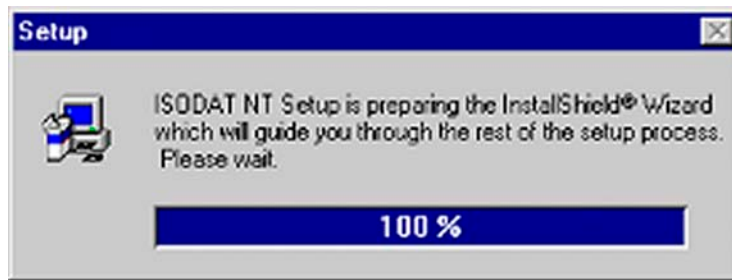 Setup
ISODAT NT Setup is preparing the InstallShield® Wizard
which will guide you through the rest of the setup process.
Please wait.
100 %